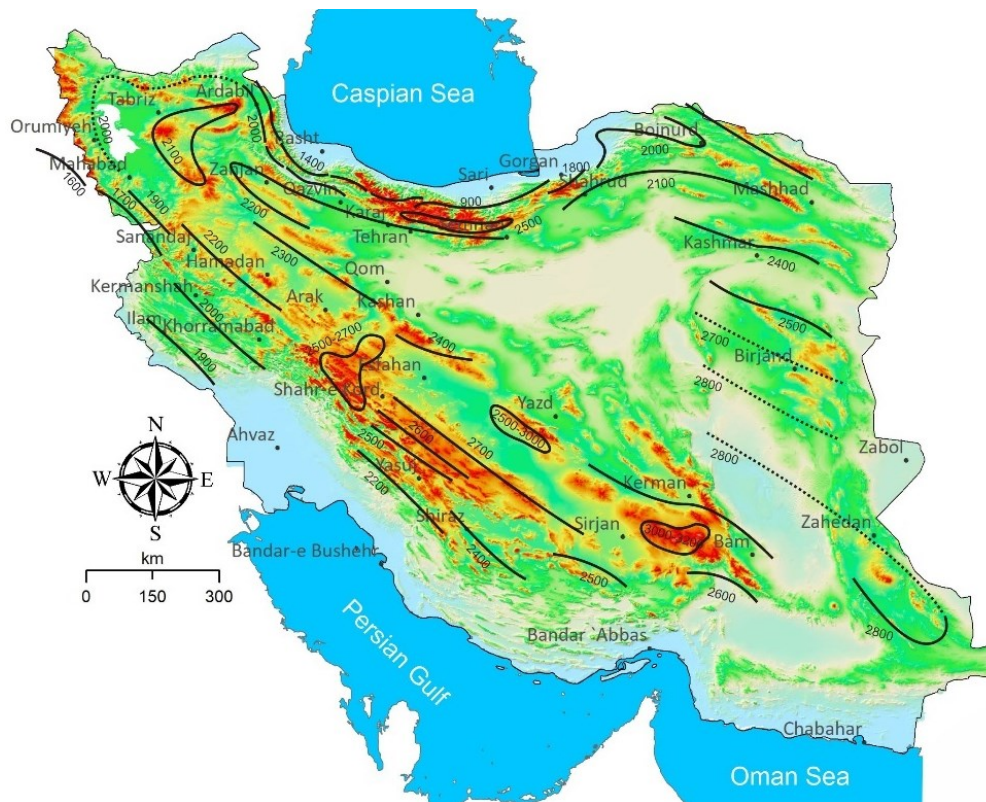 Caspian Sea
Ardabil
Tabriz
2000
Orumiyeh
2000
Rasht
Bojnurd
2000
2100
1400
Gorgan
1800
Mahabad
Zanjan
Sari
Shahrud
Mashhad
1600
Qazvin
2100
1700
1900
2200
Karaj
900
2500
Sanandaj
2200
Tehran
Kashmar
2400
Hamadan
2300
Qom
Kermanshah
Arak
Kashan
2000
2500
Ilam
Khorramabad
2500-2700
2400
2700
Birjand
1900
Esfahan
2800
Shahr-e Kord
Yazd
2500-3000
N
Ahvaz
2600
2700
2800
Zabol
W
E
2500
Yasuj
2200
Kerman
S
Shiraz
Sirjan
Zahedan
km
Bandar-e Bushehr
2400
Bam
0 150 300
2500
2600
Persian Gulf
Bandar `Abbas
2800
Chabahar
Oman Sea